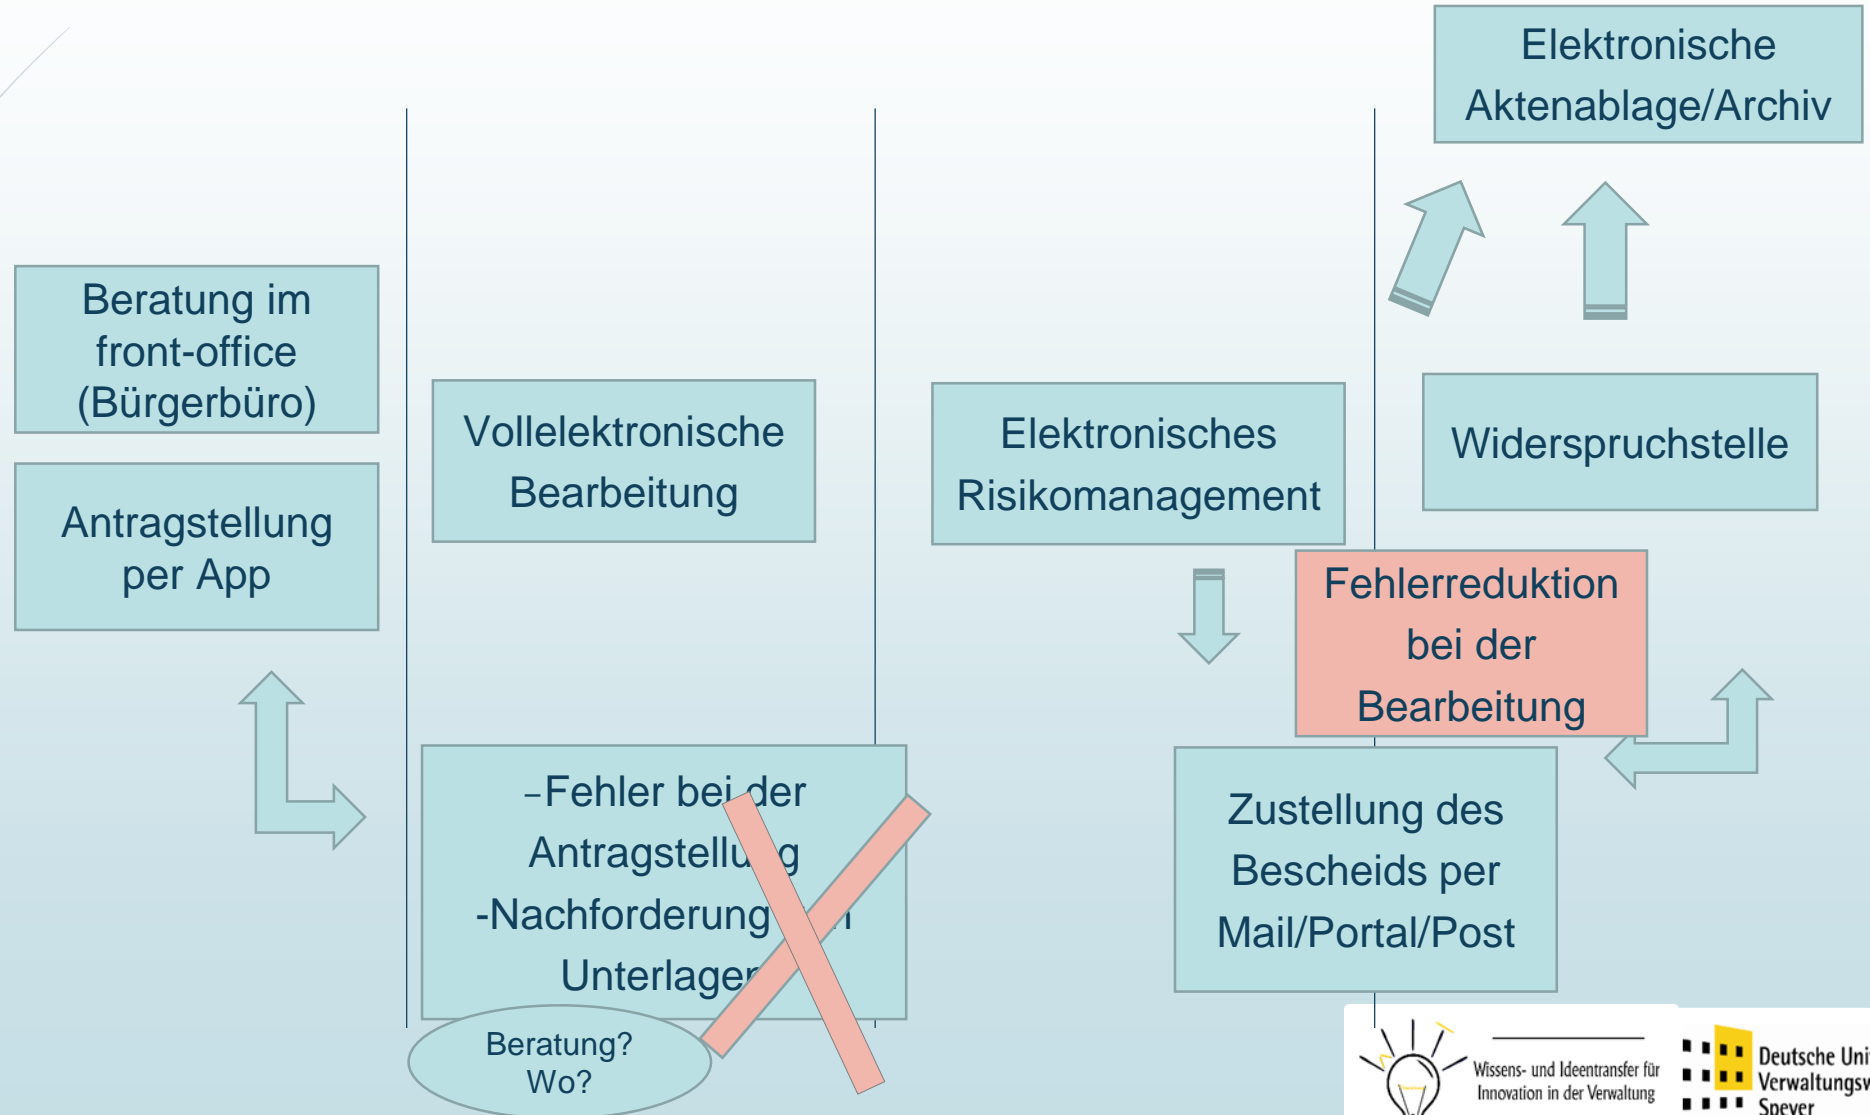 Elektronische
Aktenablage/Archiv
Beratung im
front-office
(Bürgerbüro)
Antragstellung
per App
Vollelektronische
Bearbeitung
Elektronisches
Risikomanagement
Widerspruchstelle
Fehlerreduktion
bei der
Bearbeitung
–Fehler bei der
Antragstellung
-Nachforderung
Unterlagen
Beratung?
Wo?
Zustellung des
Bescheids per
Mail/Portal/Post
Wissens- und Ideentransfer für
Innovation in der Verwaltung
Deutsche Uni
Verwaltungsw
Speyer